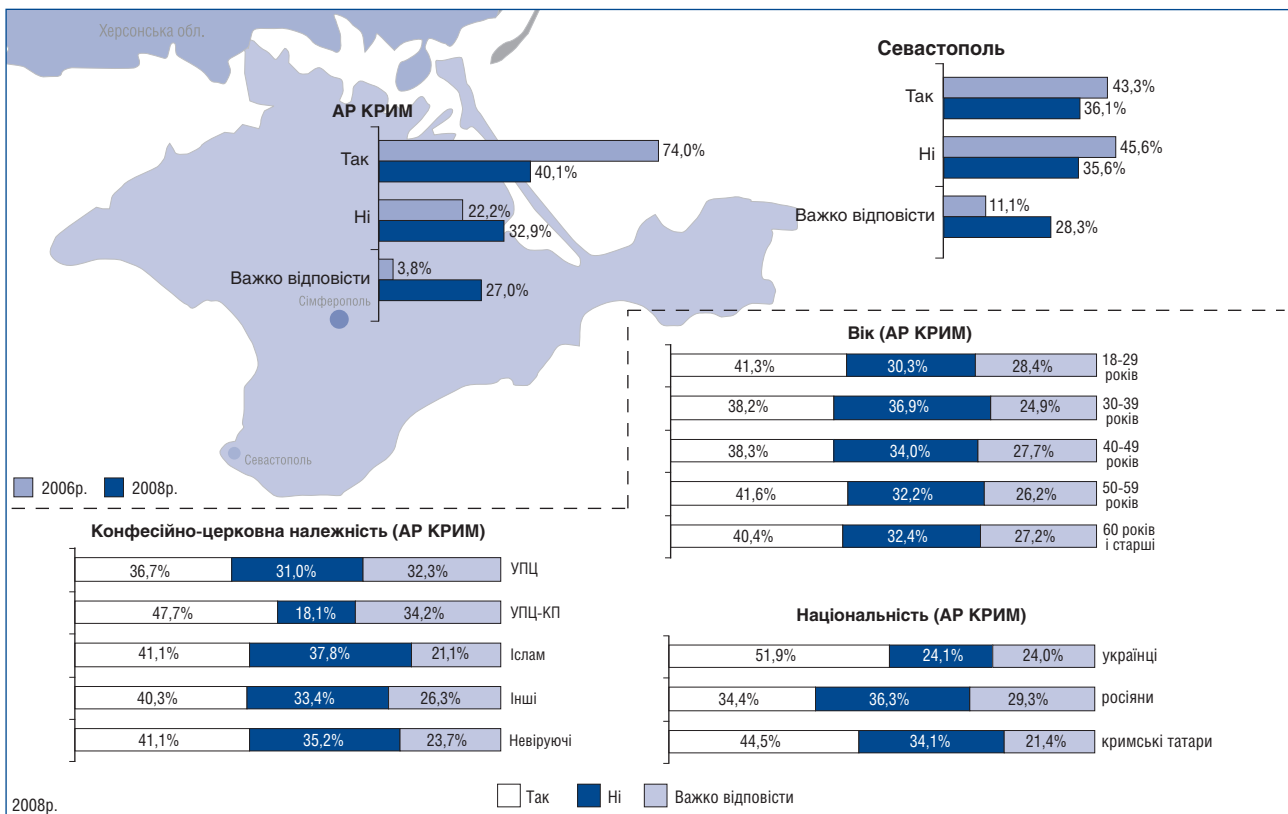 Херсонська обл.
АР КРИМ
Так
74,0%
40,1%
Ні
22,2%
32,9%
Важко відповісти
3,8%
27,0%
Сімферополь
Севастополь
2006р.
2008р.
Севастополь
Так
43,3%
36,1%
Ні
45,6%
35,6%
Важко відповісти
11,1%
28,3%
Вік (АР КРИМ)
41,3% 30,3% 28,4% 18-29
років
38,2% 36,9% 24,9% 30-39
років
38,3% 34,0% 27,7% 40-49
років
41,6% 32,2% 26,2% 50-59
років
40,4% 32,4% 27,2% 60 років
і старші
Конфесійно-церковна належність (АР КРИМ)
36,7% 31,0% 32,3% УПЦ
47,7% 18,1% 34,2% УПЦ-КП
41,1% 37,8% 21,1% Іслам
40,3% 33,4% 26,3% Інші
41,1% 35,2% 23,7% Невіруючі
Національність (АР КРИМ)
51,9% 24,1% 24,0% українці
34,4% 36,3% 29,3% росіяни
44,5% 34,1% 21,4% кримські татари
Так Ні Важко відповісти
2008р.